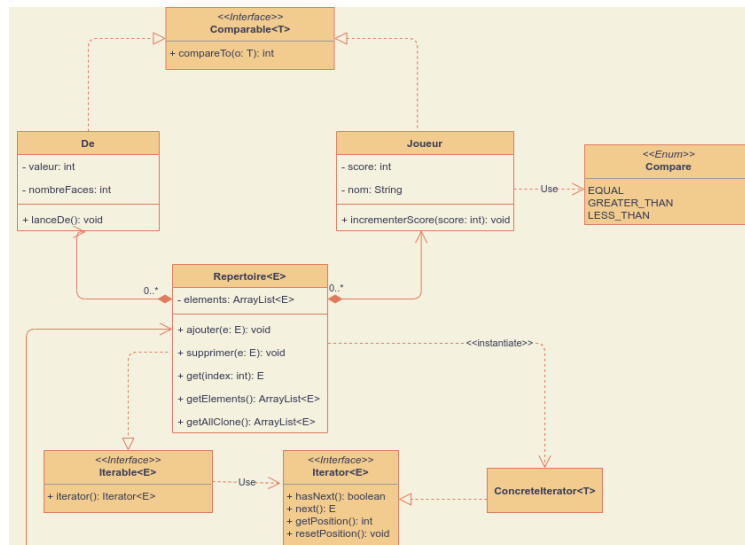 <<Interface>>
Comparable<T>
+ compareTo(o: T): int
De
- valeur: int
- nombreFaces: int
+ lanceDe(): void
Joueur
- score: int
- nom: String
+ incrementerScore(score: int): void
Use
<<Enum>>
Compare
EQUAL
GREATER_THAN
LESS_THAN
0..*
Repertoire<E>
0..*
- elements: ArrayList<E>
+ ajouter(e: E): void
+ supprimer(e: E): void
+ get(index: int): E
+ getElements(): ArrayList<E>
+ getAllClone(): ArrayList<E>
<<instantiate>>
<<Interface>>
Iterable<E>
+ iterator(): Iterator<E>
Use
<<Interface>>
Iterator<E>
+ hasNext(): boolean
+ next(): E
+ getPosition(): int
+ resetPosition(): void
ConcreteIterator<T>